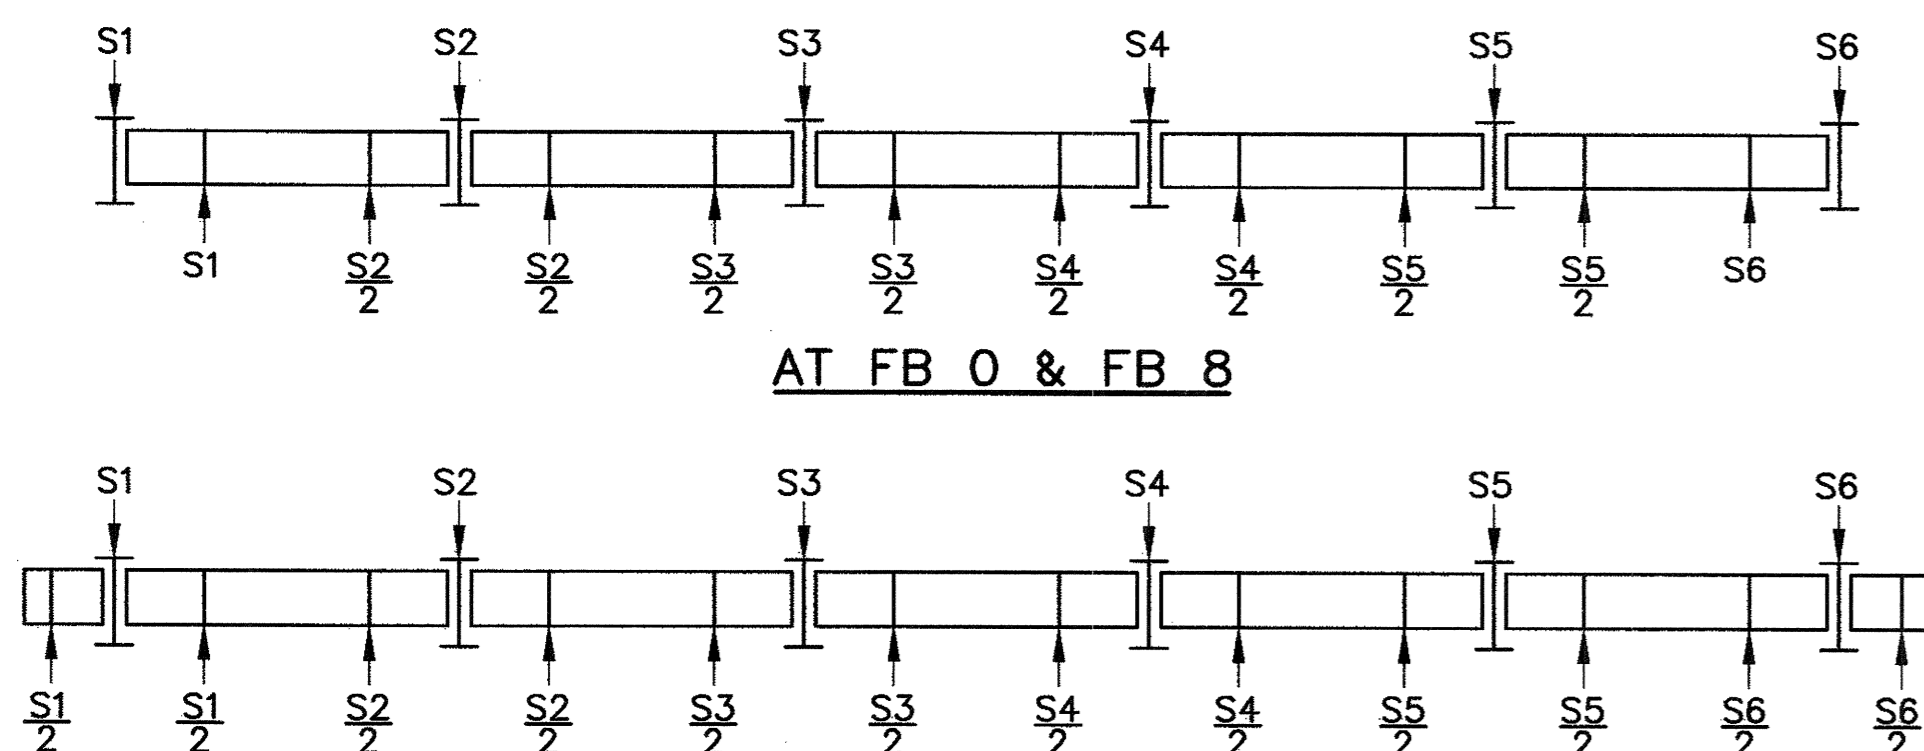 S1 S2 S3 S4 S5 S6
S1 S2 S2 S3 S3 S4 S4 S5 S5 S6
2 2 2 2 2 2 2 2
AT FB 0 & FB 8
S1 S2 S3 S4 S5 S6
S1 S1 S2 S2 S3 S3 S4 S4 S5 S5 S6 S6
2 2 2 2 2 2 2 2 2 2 2 2